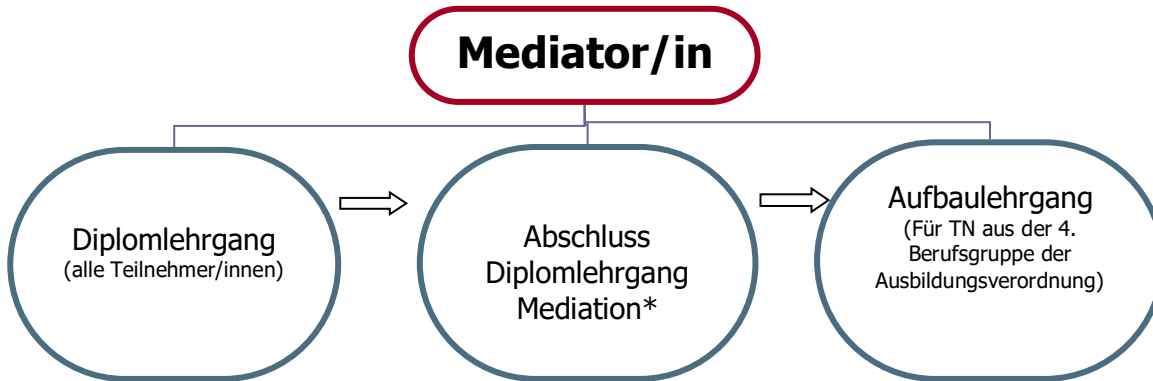 Mediator/in
Diplomlehrgang
(alle Teilnehmer/innen)
Abschluss
Diplomlehrgang
Mediation*
Aufbaulehrgang
(Für TN aus der 4.
Berufsgruppe der
Ausbildungsverordnung)